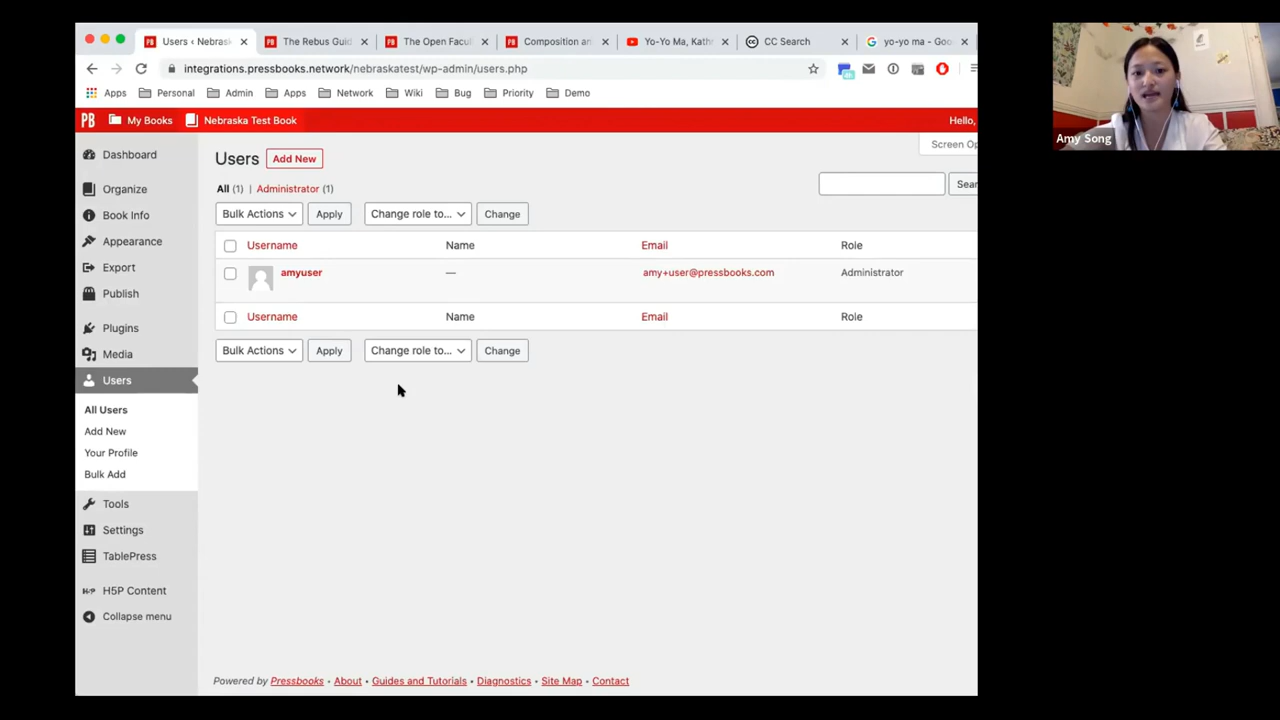 Users ‹ Nebras
The Rebus Guid
The Open Facu
Composition an
Yo-Yo Ma, Kathr
CC Search
yo-yo ma - Goo
integrations.pressbooks.network/nebraskatest/wp-admin/users.php
Apps Personal Admin Apps Network Wiki Bug Priority Demo
PB My Books Nebraska Test Book Hello,
Dashboard
Organize
Book Info
Appearance
Export
Publish
Plugins
Media
Users
All Users
Add New
Your Profile
Bulk Add
Tools
Settings
TablePress
H5P H5P Content
Collapse menu
Screen Op
Users Add New
All (1) | Administrator (1)
Sear
Bulk Actions Apply Change role to... Change
Username Name Email Role
amyuser — amy+user@pressbooks.com Administrator
Username Name Email Role
Bulk Actions Apply Change role to... Change
Powered by Pressbooks • About • Guides and Tutorials • Diagnostics • Site Map • Contact
Amy Song